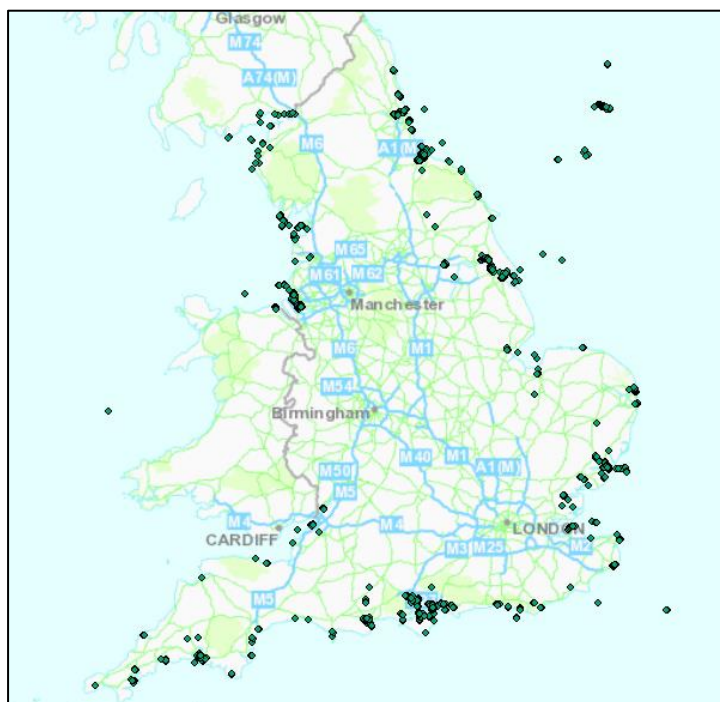 Glasgow
M74
A74(M)
M6
A1(M)
M65
M61
M62
Manchester
M6
M1
M54
Birmingham
M1
M40
A1(M)
M50
M5
M4
CARDIFF
M4
LONDON
M3
M25
M2
M5